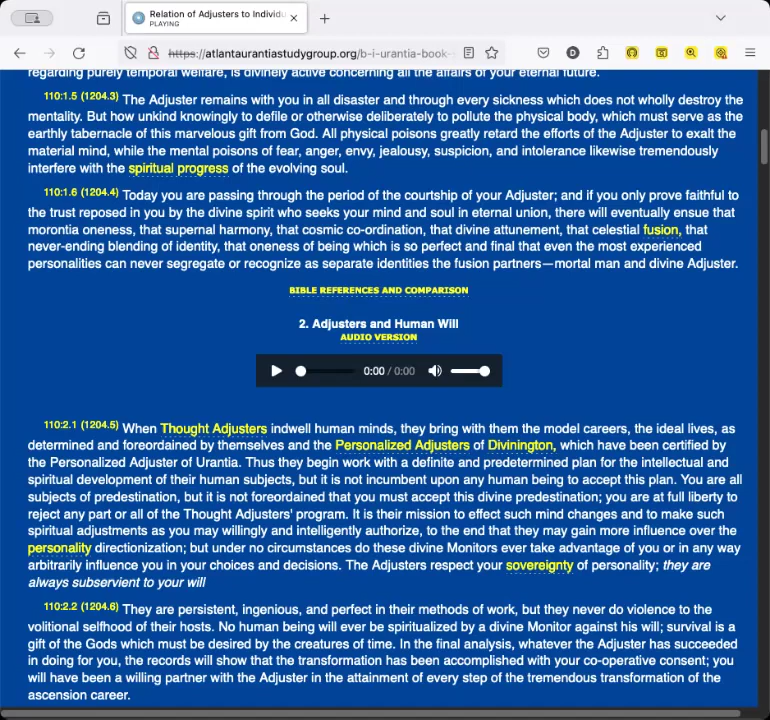 Relation of Adjusters to Individu
PLAYING
https://atlantaurantiastudygroup.org/b-i-urantia-book-
regarding purely temporal welfare, is divinely active concerning all the affairs of your eternal future.
110:1.5 (1204.3) The Adjuster remains with you in all disaster and through every sickness which does not wholly destroy the
mentality. But how unkind knowingly to defile or otherwise deliberately to pollute the physical body, which must serve as the
earthly tabernacle of this marvelous gift from God. All physical poisons greatly retard the efforts of the Adjuster to exalt the
material mind, while the mental poisons of fear, anger, envy, jealousy, suspicion, and intolerance likewise tremendously
interfere with the spiritual progress of the evolving soul.
110:1.6 (1204.4) Today you are passing through the period of the courtship of your Adjuster; and if you only prove faithful to
the trust reposed in you by the divine spirit who seeks your mind and soul in eternal union, there will eventually ensue that
morontia oneness, that supernal harmony, that cosmic co-ordination, that divine attunement, that celestial fusion, that
never-ending blending of identity, that oneness of being which is so perfect and final that even the most experienced
personalities can never segregate or recognize as separate identities the fusion partners—mortal man and divine Adjuster.
BIBLE REFERENCES AND COMPARISON
2. Adjusters and Human Will
AUDIO VERSION
0:00 / 0:00
110:2.1 (1204.5) When Thought Adjusters indwell human minds, they bring with them the model careers, the ideal lives, as
determined and foreordained by themselves and the Personalized Adjusters of Divinington, which have been certified by
the Personalized Adjuster of Urantia. Thus they begin work with a definite and predetermined plan for the intellectual and
spiritual development of their human subjects, but it is not incumbent upon any human being to accept this plan. You are all
subjects of predestination, but it is not foreordained that you must accept this divine predestination; you are at full liberty to
reject any part or all of the Thought Adjusters' program. It is their mission to effect such mind changes and to make such
spiritual adjustments as you may willingly and intelligently authorize, to the end that they may gain more influence over the
personality directionization; but under no circumstances do these divine Monitors ever take advantage of you or in any way
arbitrarily influence you in your choices and decisions. The Adjusters respect your sovereignty of personality; they are
always subservient to your will
110:2.2 (1204.6) They are persistent, ingenious, and perfect in their methods of work, but they never do violence to the
volitional selfhood of their hosts. No human being will ever be spiritualized by a divine Monitor against his will; survival is a
gift of the Gods which must be desired by the creatures of time. In the final analysis, whatever the Adjuster has succeeded
in doing for you, the records will show that the transformation has been accomplished with your co-operative consent; you
will have been a willing partner with the Adjuster in the attainment of every step of the tremendous transformation of the
ascension career.